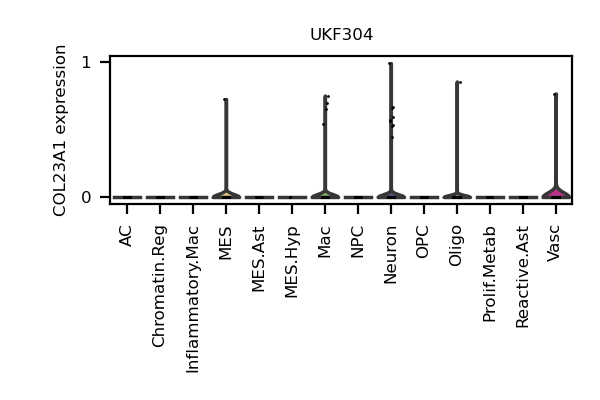 UKF304
COL23A1 expression
1
0
AC
Chromatin.Reg
Inflammatory.Mac
MES
MES.Ast
MES.Hyp
Mac
NPC
Neuron
OPC
Oligo
Prolif.Metab
Reactive.Ast
Vasc